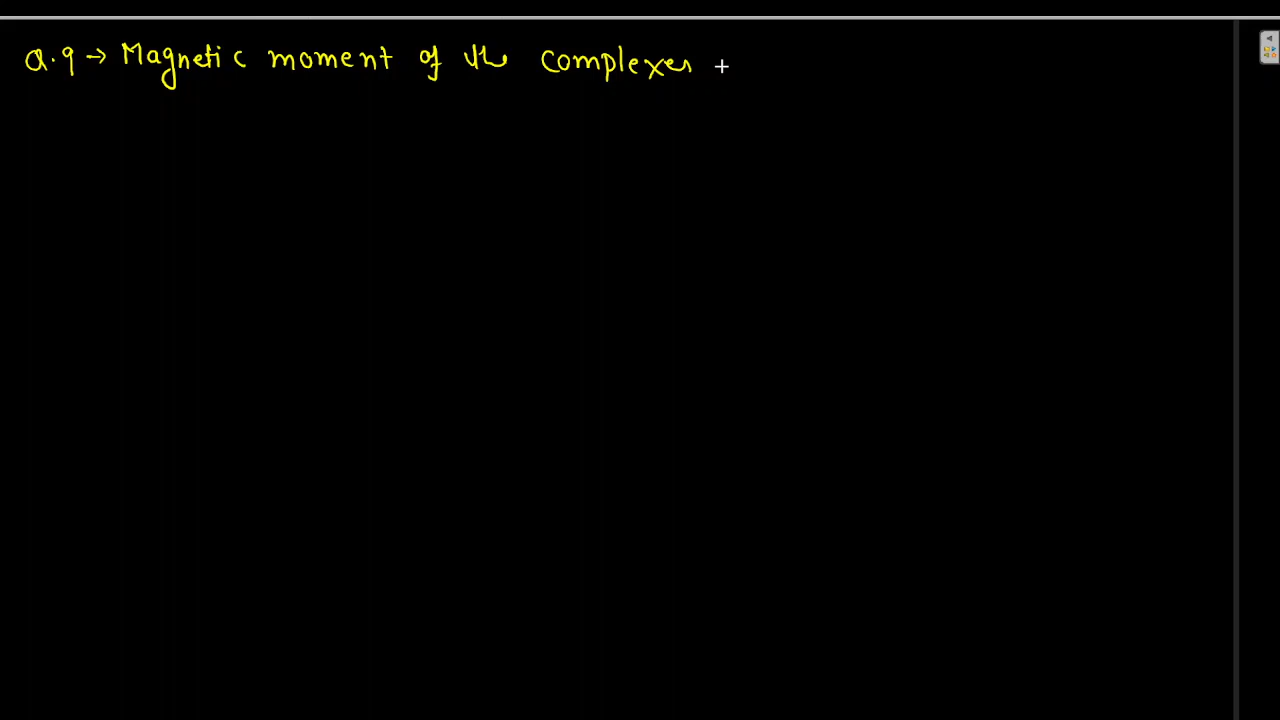 Q.9 → Magnetic moment of the complexes